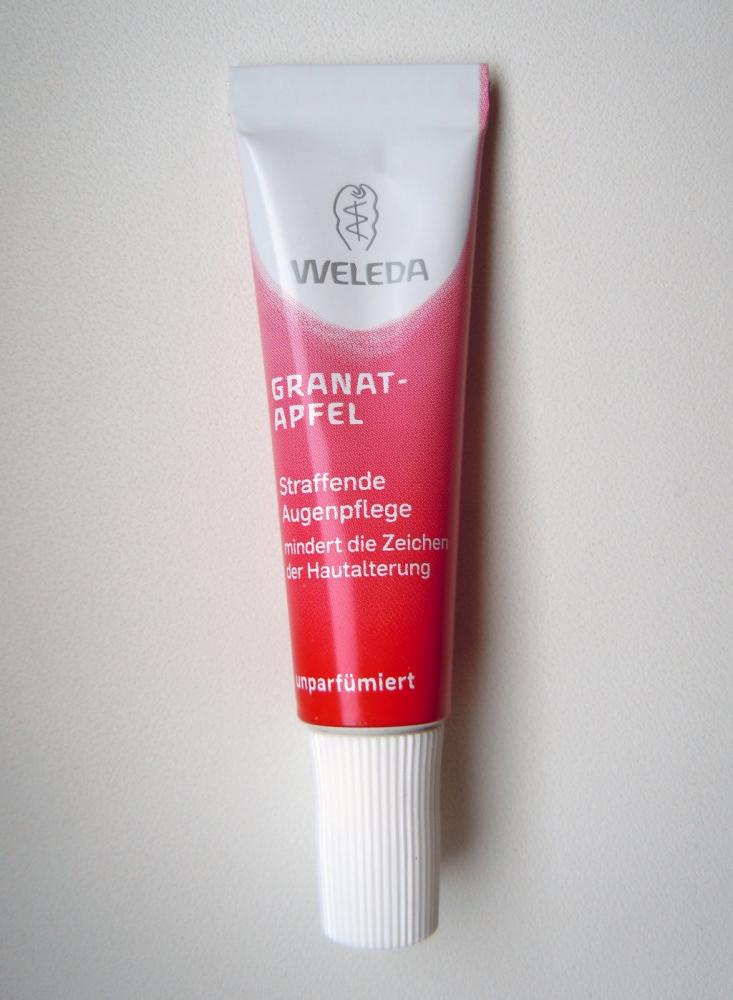 WELEDA
GRANAT-
APFEL
Straffende
Augenpflege
mindert die Zeichen
der Hautalterung
unparfümiert